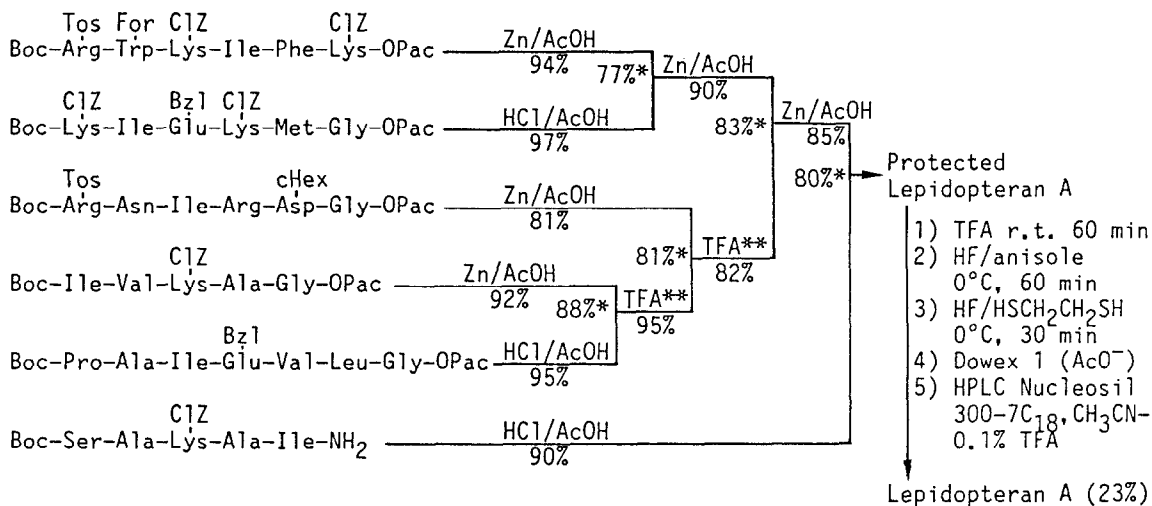 Tos For ClZ ClZ
Boc-Arg-Trp-Lys-Ile-Phe-Lys-OPac
Zn/AcOH
94%
77%*
Zn/AcOH
90%
ClZ Bzl ClZ
Boc-Lys-Ile-Glu-Lys-Met-Gly-OPac
HCl/AcOH
97%
83%*
Zn/AcOH
85%
80%*
Protected
Lepidopteran A
Tos cHex
Boc-Arg-Asn-Ile-Arg-Asp-Gly-OPac
Zn/AcOH
81%
81%*
TFA**
82%
ClZ
Boc-Ile-Val-Lys-Ala-Gly-OPac
Zn/AcOH
92%
88%*
TFA**
95%
Bzl
Boc-Pro-Ala-Ile-Glu-Val-Leu-Gly-OPac
HCl/AcOH
95%
ClZ
Boc-Ser-Ala-Lys-Ala-Ile-NH2
HCl/AcOH
90%
1) TFA r.t. 60 min
2) HF/anisole
0°C, 60 min
3) HF/HSCH2CH2SH
0°C, 30 min
4) Dowex 1 (AcO⁻)
5) HPLC Nucleosil
300-7C18,CH3CN-
0.1% TFA
Lepidopteran A (23%)